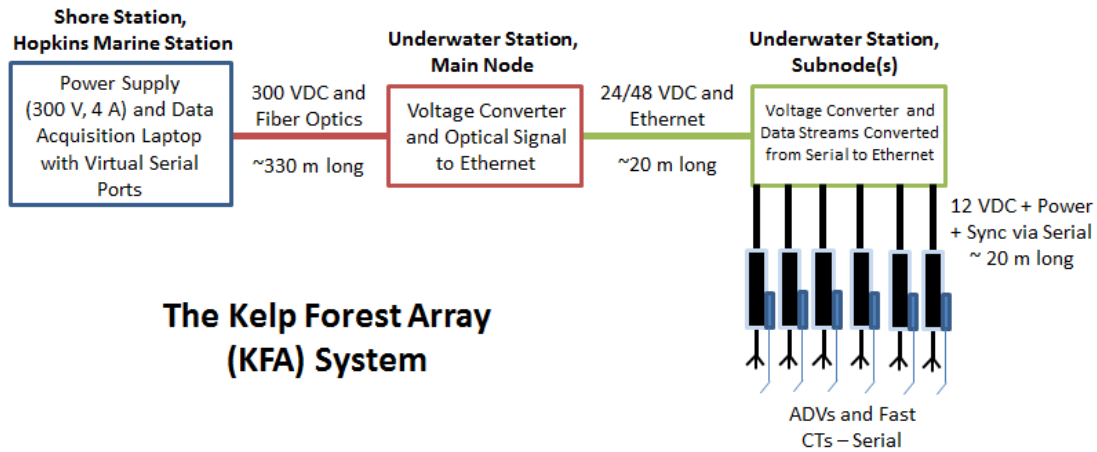 Shore Station,
Hopkins Marine Station
Power Supply
(300 V, 4 A) and Data
Acquisition Laptop
with Virtual Serial
Ports
300 VDC and
Fiber Optics
~330 m long
Underwater Station,
Main Node
Voltage Converter
and Optical Signal
to Ethernet
24/48 VDC and
Ethernet
~20 m long
Underwater Station,
Subnode(s)
Voltage Converter and
Data Streams Converted
from Serial to Ethernet
12 VDC + Power
+ Sync via Serial
~ 20 m long
The Kelp Forest Array
(KFA) System
ADVs and Fast
CTs – Serial